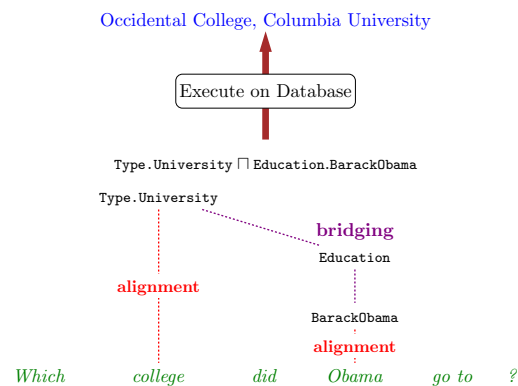 Occidental College, Columbia University
Execute on Database
Type.University ⊓ Education.BarackObama
Type.University
bridging
Education
alignment
BarackObama
alignment
Which college did Obama go to ?